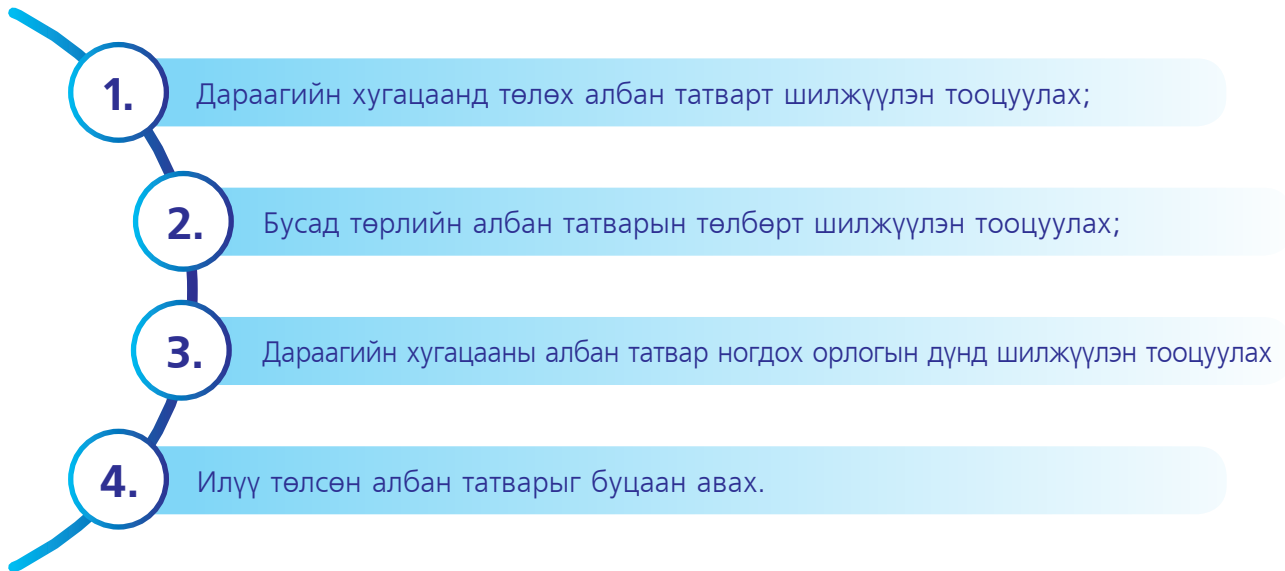 1. Дараагийн хугацаанд төлөх албан татварт шилжүүлэн тооцуулах;
2. Бусад төрлийн албан татварын төлбөрт шилжүүлэн тооцуулах;
3. Дараагийн хугацааны албан татвар ногдох орлогын дүнд шилжүүлэн тооцуулах
4. Илүү төлсөн албан татварыг буцаан авах.